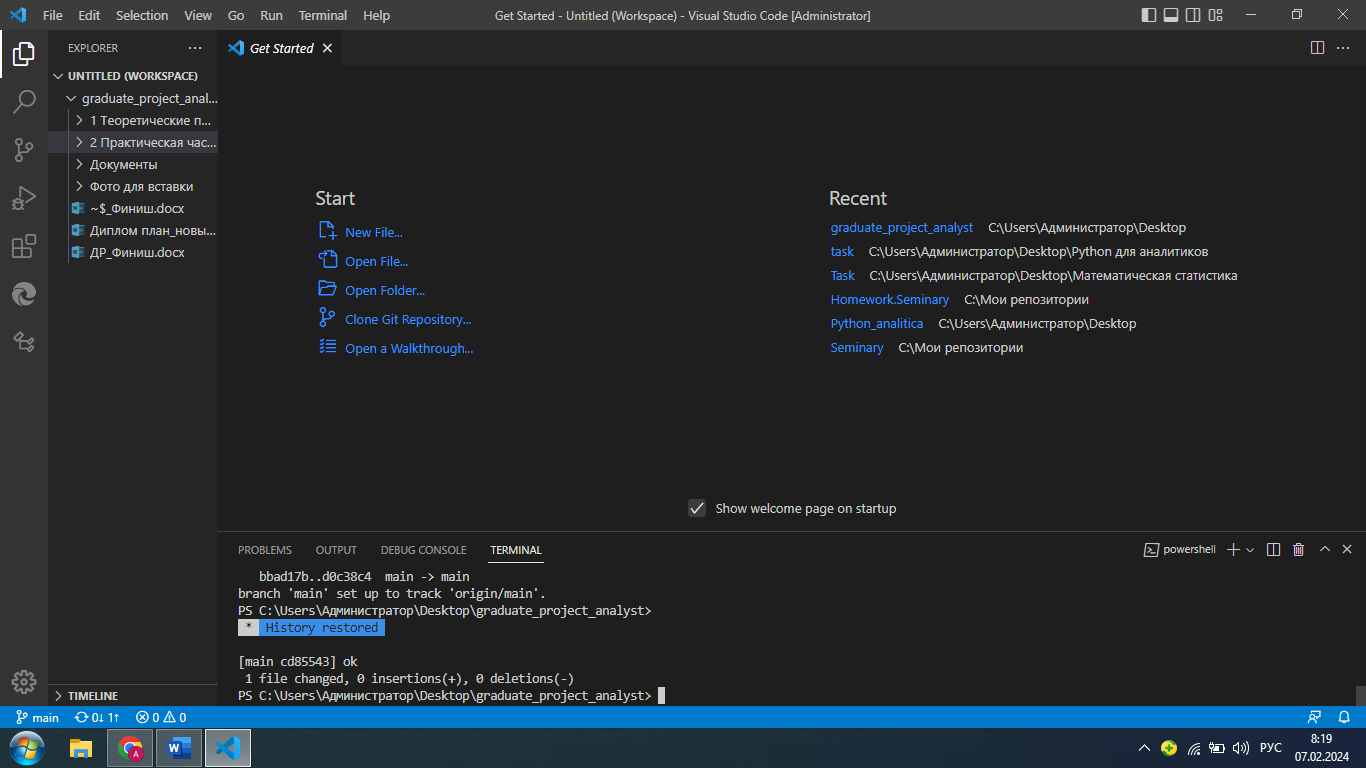 File Edit Selection View Go Run Terminal Help
Get Started - Untitled (Workspace) - Visual Studio Code [Administrator]
EXPLORER
Get Started
UNTITLED (WORKSPACE)
graduate_project_anal...
1 Теоретические п...
2 Практическая час...
Документы
Фото для вставки
~$_Финиш.docx
Диплом план_новы...
ДР_Финиш.docx
Start
New File...
Open File...
Open Folder...
Clone Git Repository...
Open a Walkthrough...
Recent
graduate_project_analyst C:\Users\Администратор\Desktop
task C:\Users\Администратор\Desktop\Python для аналитиков
Task C:\Users\Администратор\Desktop\Математическая статистика
Homework.Seminary C:\Мои репозитории
Python_analitica C:\Users\Администратор\Desktop
Seminary C:\Мои репозитории
Show welcome page on startup
PROBLEMS OUTPUT DEBUG CONSOLE TERMINAL
powershell
bbad17b..d0c38c4 main -> main
branch 'main' set up to track 'origin/main'.
PS C:\Users\Администратор\Desktop\graduate_project_analyst>
* History restored
[main cd85543] ok
1 file changed, 0 insertions(+), 0 deletions(-)
PS C:\Users\Администратор\Desktop\graduate_project_analyst>
TIMELINE
main 0↓ 1↑ 0 0
A
W
РУС
8:19
07.02.2024